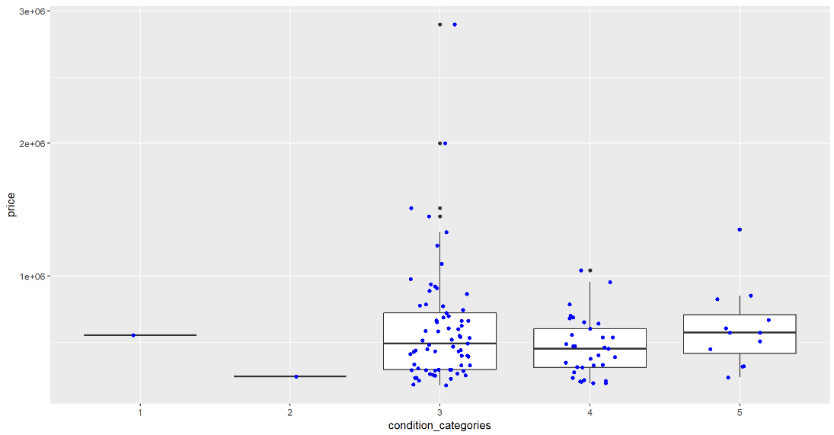 3e+06
2e+06
1e+06
price
1 2 3 4 5
condition_categories